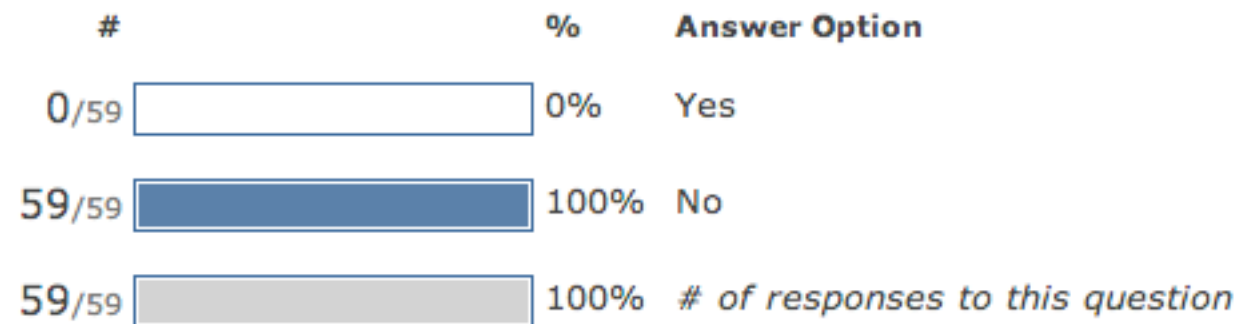 # % Answer Option
0/59 0% Yes
59/59 100% No
59/59 100% # of responses to this question